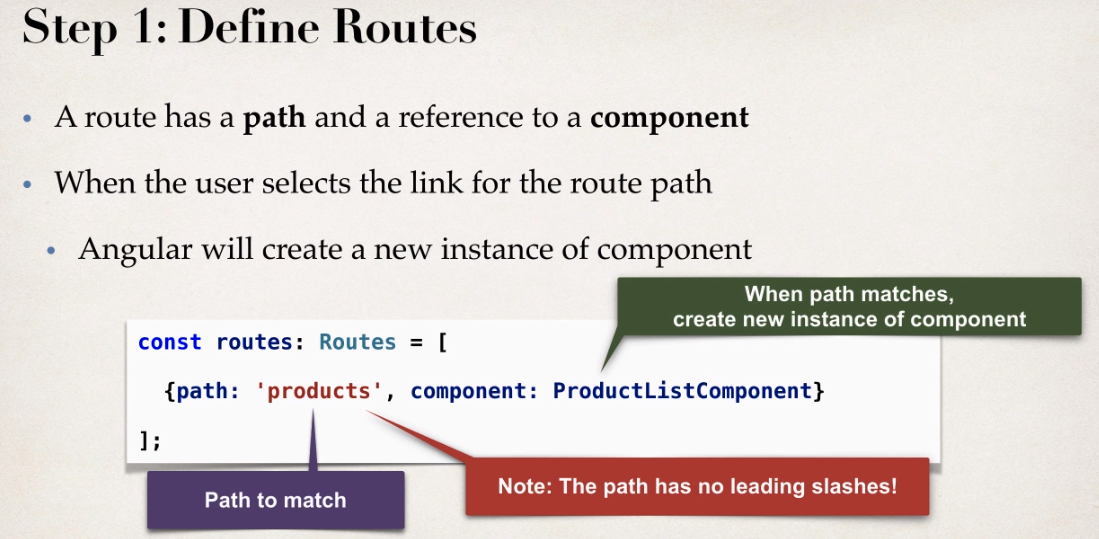 Step 1: Define Routes
• A route has a path and a reference to a component
• When the user selects the link for the route path
• Angular will create a new instance of component
When path matches,
create new instance of component
const routes: Routes = [
{path: 'products', component: ProductListComponent}
];
Path to match
Note: The path has no leading slashes!